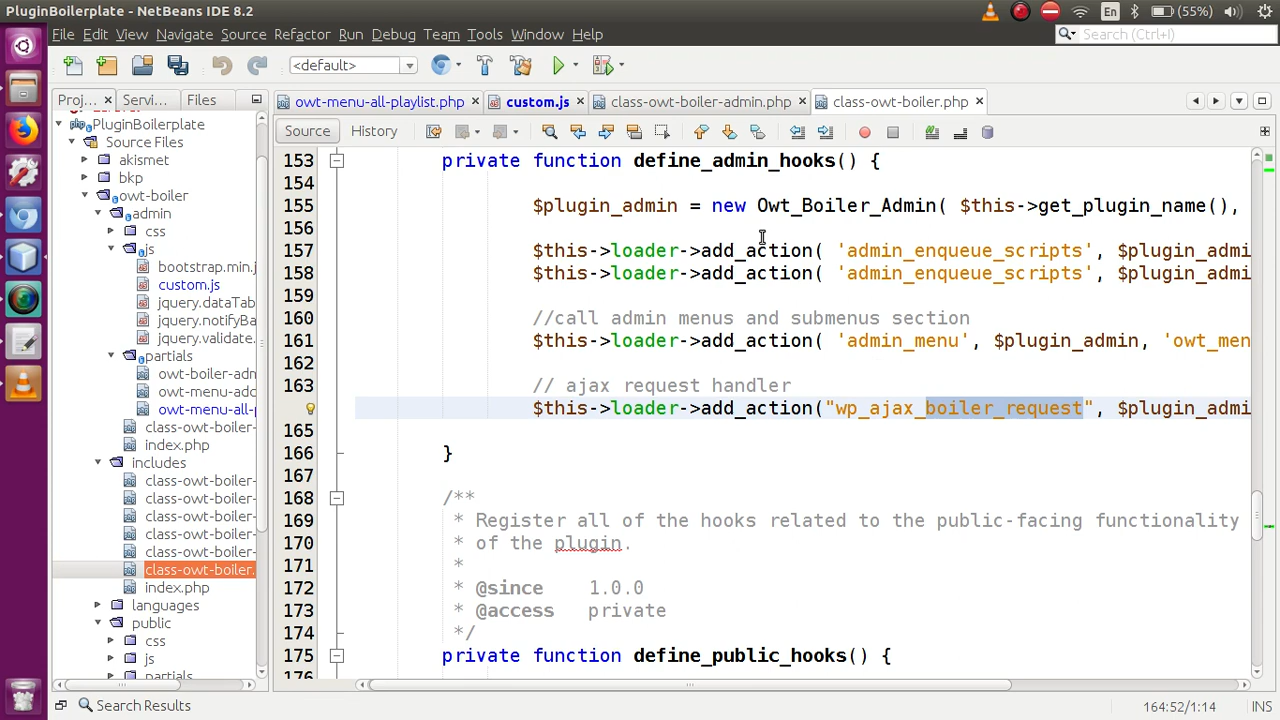 PluginBoilerplate - NetBeans IDE 8.2
En
(55%)
File Edit View Navigate Source Refactor Run Debug Team Tools Window Help
Search (Ctrl+I)
<default>
Proj...
Servi...
Files
owt-menu-all-playlist.php
custom.js
class-owt-boiler-admin.php
class-owt-boiler.php
Source
History
PluginBoilerplate
Source Files
akismet
bkp
owt-boiler
admin
css
js
bootstrap.min.j
custom.js
jquery.dataTab
jquery.notifyBa
jquery.validate.
partials
owt-boiler-adn
owt-menu-add
owt-menu-all-p
class-owt-boiler-
index.php
includes
class-owt-boiler-
class-owt-boiler-
class-owt-boiler-
class-owt-boiler-
class-owt-boiler-
class-owt-boiler.
index.php
languages
public
css
js
partials
153 private function define_admin_hooks() {
154
155 $plugin_admin = new Owt_Boiler_Admin( $this->get_plugin_name(),
156
157 $this->loader->add_action( 'admin_enqueue_scripts', $plugin_admi
158 $this->loader->add_action( 'admin_enqueue_scripts', $plugin_admi
159
160 //call admin menus and submenus section
161 $this->loader->add_action( 'admin_menu', $plugin_admin, 'owt_men
162
163 // ajax request handler
$this->loader->add_action("wp_ajax_boiler_request", $plugin_admi
165
166 }
167
168 /**
169 * Register all of the hooks related to the public-facing functionality
170 * of the plugin.
171 *
172 * @since 1.0.0
173 * @access private
174 */
175 private function define_public_hooks() {
176
Search Results
164:52/1:14
INS